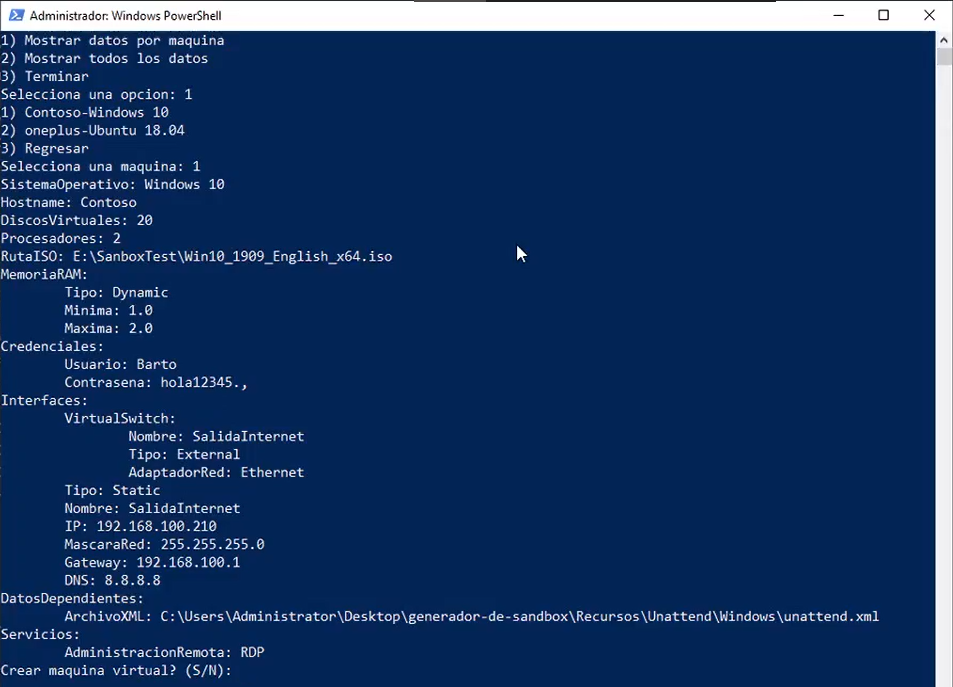 Administrador: Windows PowerShell
1) Mostrar datos por maquina
2) Mostrar todos los datos
3) Terminar
Selecciona una opcion: 1
1) Contoso-Windows 10
2) oneplus-Ubuntu 18.04
3) Regresar
Selecciona una maquina: 1
SistemaOperativo: Windows 10
Hostname: Contoso
DiscosVirtuales: 20
Procesadores: 2
RutaISO: E:\SanboxTest\Win10_1909_English_x64.iso
MemoriaRAM:
Tipo: Dynamic
Minima: 1.0
Maxima: 2.0
Credenciales:
Usuario: Barto
Contrasena: hola12345.,
Interfaces:
VirtualSwitch:
Nombre: SalidaInternet
Tipo: External
AdaptadorRed: Ethernet
Tipo: Static
Nombre: SalidaInternet
IP: 192.168.100.210
MascaraRed: 255.255.255.0
Gateway: 192.168.100.1
DNS: 8.8.8.8
DatosDependientes:
ArchivoXML: C:\Users\Administrator\Desktop\generador-de-sandbox\Recursos\Unattend\Windows\unattend.xml
Servicios:
AdministracionRemota: RDP
Crear maquina virtual? (S/N):